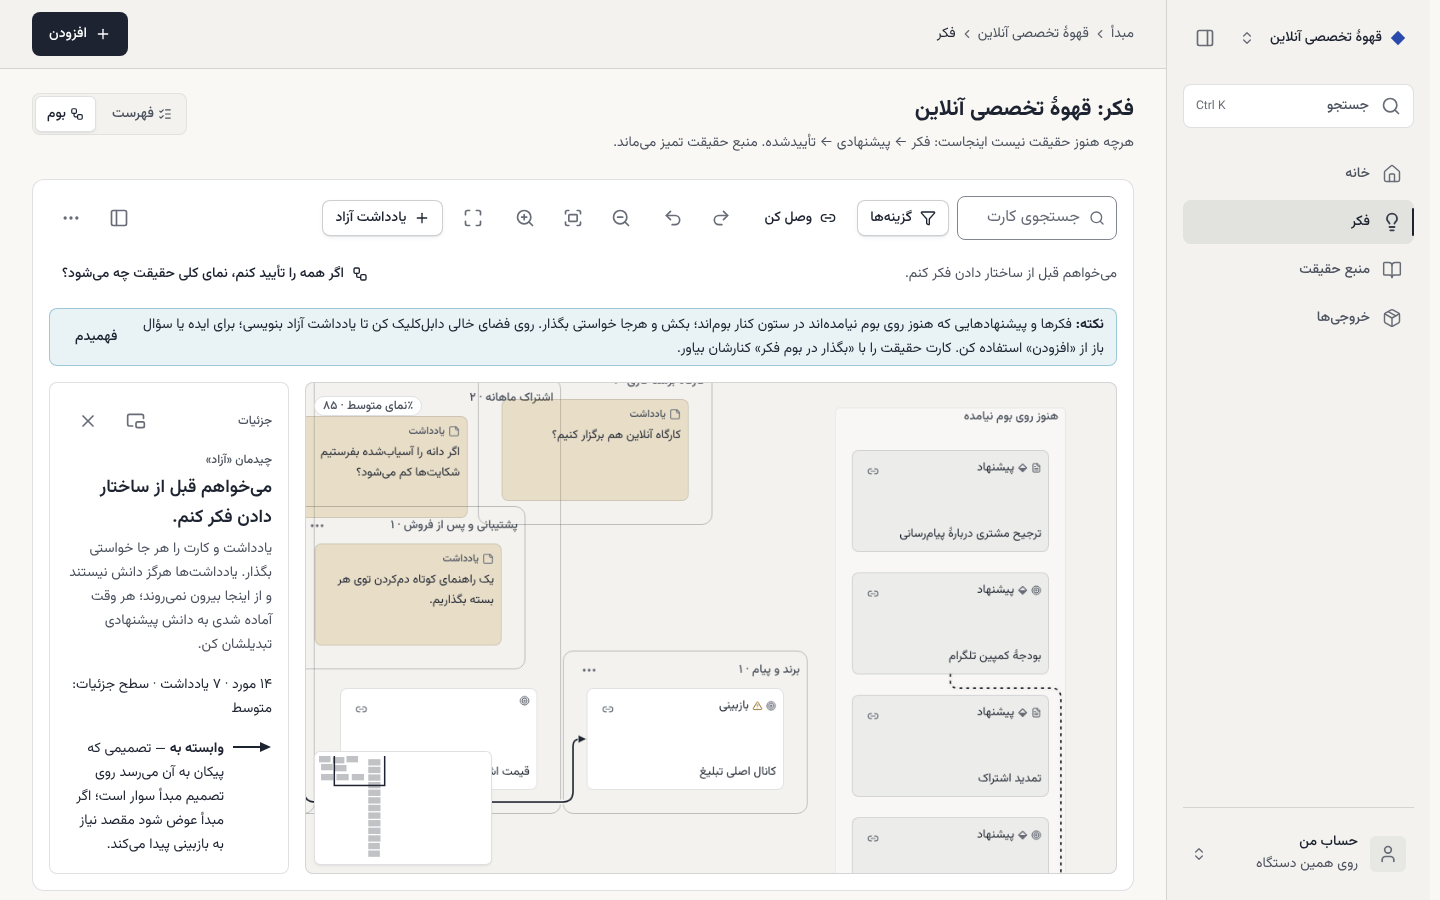 قهوهٔ تخصصی آنلاین
جستجو
Ctrl K
خانه
فکر
منبع حقیقت
خروجی‌ها
حساب من
روی همین دستگاه
مبدأ › قهوهٔ تخصصی آنلاین › فکر
افزودن
فکر: قهوهٔ تخصصی آنلاین
هرچه هنوز حقیقت نیست اینجاست: فکر ← پیشنهادی ← تأییدشده. منبع حقیقت تمیز می‌ماند.
فهرست
بوم
جستجوی کارت
گزینه‌ها
وصل کن
یادداشت آزاد
می‌خواهم قبل از ساختار دادن فکر کنم.
اگر همه را تأیید کنم، نمای کلی حقیقت چه می‌شود؟
نکته: فکرها و پیشنهادهایی که هنوز روی بوم نیامده‌اند در ستون کنار بوم‌اند؛ بکش و هرجا خواستی بگذار. روی فضای خالی دابل‌کلیک کن تا یادداشت آزاد بنویسی؛ برای ایده یا سؤال
باز از «افزودن» استفاده کن. کارت حقیقت را با «بگذار در بوم فکر» کنارشان بیاور.
فهمیدم
هنوز روی بوم نیامده
پیشنهاد
ترجیح مشتری دربارهٔ پیام‌رسانی
پیشنهاد
بودجهٔ کمپین تلگرام
پیشنهاد
تمدید اشتراک
پیشنهاد
اشتراک ماهانه · ۲
یادداشت
کارگاه آنلاین هم برگزار کنیم؟
نمای متوسط · ۸۵٪
یادداشت
اگر دانه را آسیاب‌شده بفرستیم
شکایت‌ها کم می‌شود؟
پشتیبانی و پس از فروش · ۱
یادداشت
یک راهنمای کوتاه دم‌کردن توی هر
بسته بگذاریم.
برند و پیام · ۱
بازبینی
کانال اصلی تبلیغ
قیمت
جزئیات
چیدمان «آزاد»
می‌خواهم قبل از ساختار
دادن فکر کنم.
یادداشت و کارت را هر جا خواستی
بگذار. یادداشت‌ها هرگز دانش نیستند
و از اینجا بیرون نمی‌روند؛ هر وقت
آماده شدی به دانش پیشنهادی
تبدیلشان کن.
۱۴ مورد · ۷ یادداشت · سطح جزئیات:
متوسط
وابسته به — تصمیمی که
پیکان به آن می‌رسد روی
تصمیم مبدأ سوار است؛ اگر
مبدأ عوض شود مقصد نیاز
به بازبینی پیدا می‌کند.